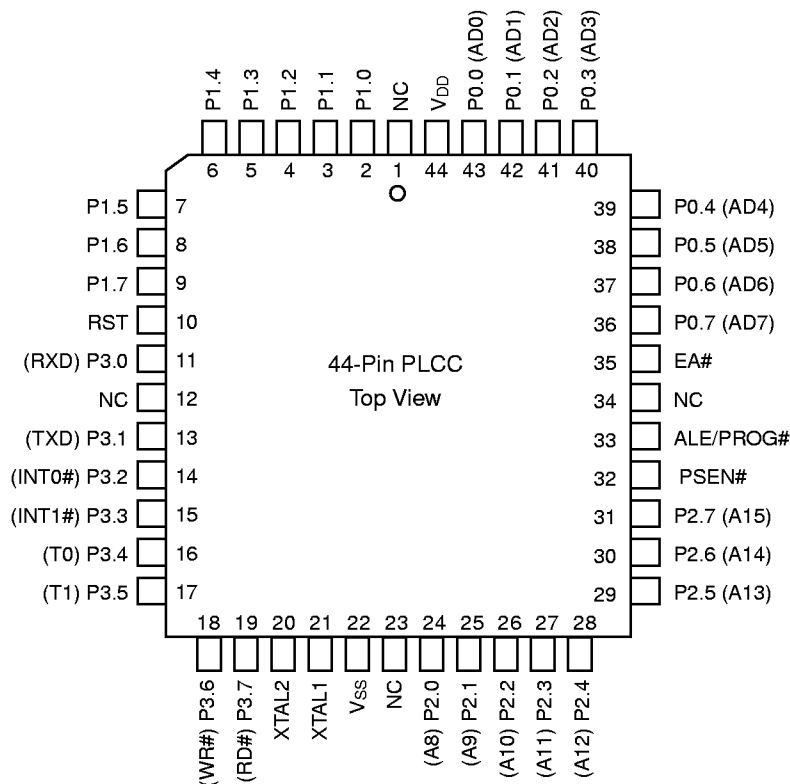 P1.4
P1.3
P1.2
P1.1
P1.0
NC
VDD
P0.0 (AD0)
P0.1 (AD1)
P0.2 (AD2)
P0.3 (AD3)
6
5
4
3
2
1
44
43
42
41
40
P1.5 7
P1.6 8
P1.7 9
RST 10
(RXD) P3.0 11
NC 12
(TXD) P3.1 13
(INT0#) P3.2 14
(INT1#) P3.3 15
(T0) P3.4 16
(T1) P3.5 17
44-Pin PLCC
Top View
39 P0.4 (AD4)
38 P0.5 (AD5)
37 P0.6 (AD6)
36 P0.7 (AD7)
35 EA#
34 NC
33 ALE/PROG#
32 PSEN#
31 P2.7 (A15)
30 P2.6 (A14)
29 P2.5 (A13)
18
19
20
21
22
23
24
25
26
27
28
(WR#) P3.6
(RD#) P3.7
XTAL2
XTAL1
VSS
NC
(A8) P2.0
(A9) P2.1
(A10) P2.2
(A11) P2.3
(A12) P2.4